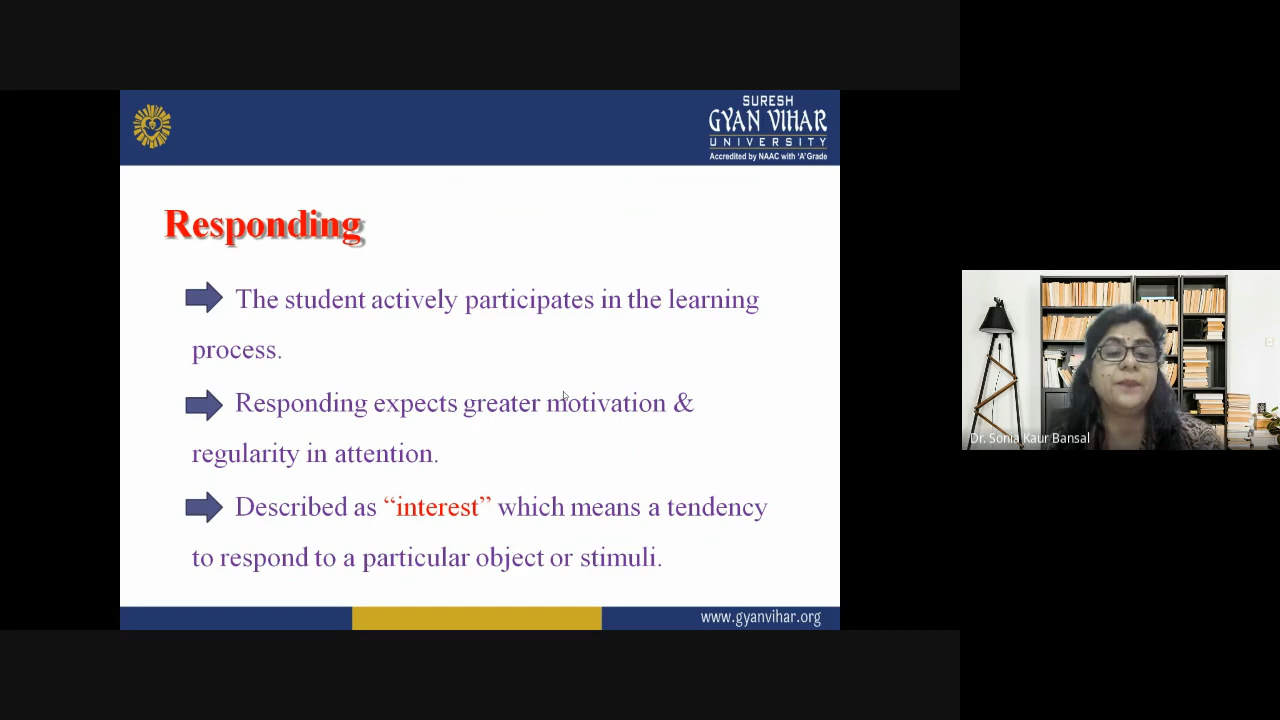 SURESH
GYAN VIHAR
UNIVERSITY
Accredited by NAAC with 'A' Grade
Responding
The student actively participates in the learning
process.
Responding expects greater motivation &
regularity in attention.
Described as “interest” which means a tendency
to respond to a particular object or stimuli.
www.gyanvihar.org
Dr. Sonia Kaur Bansal